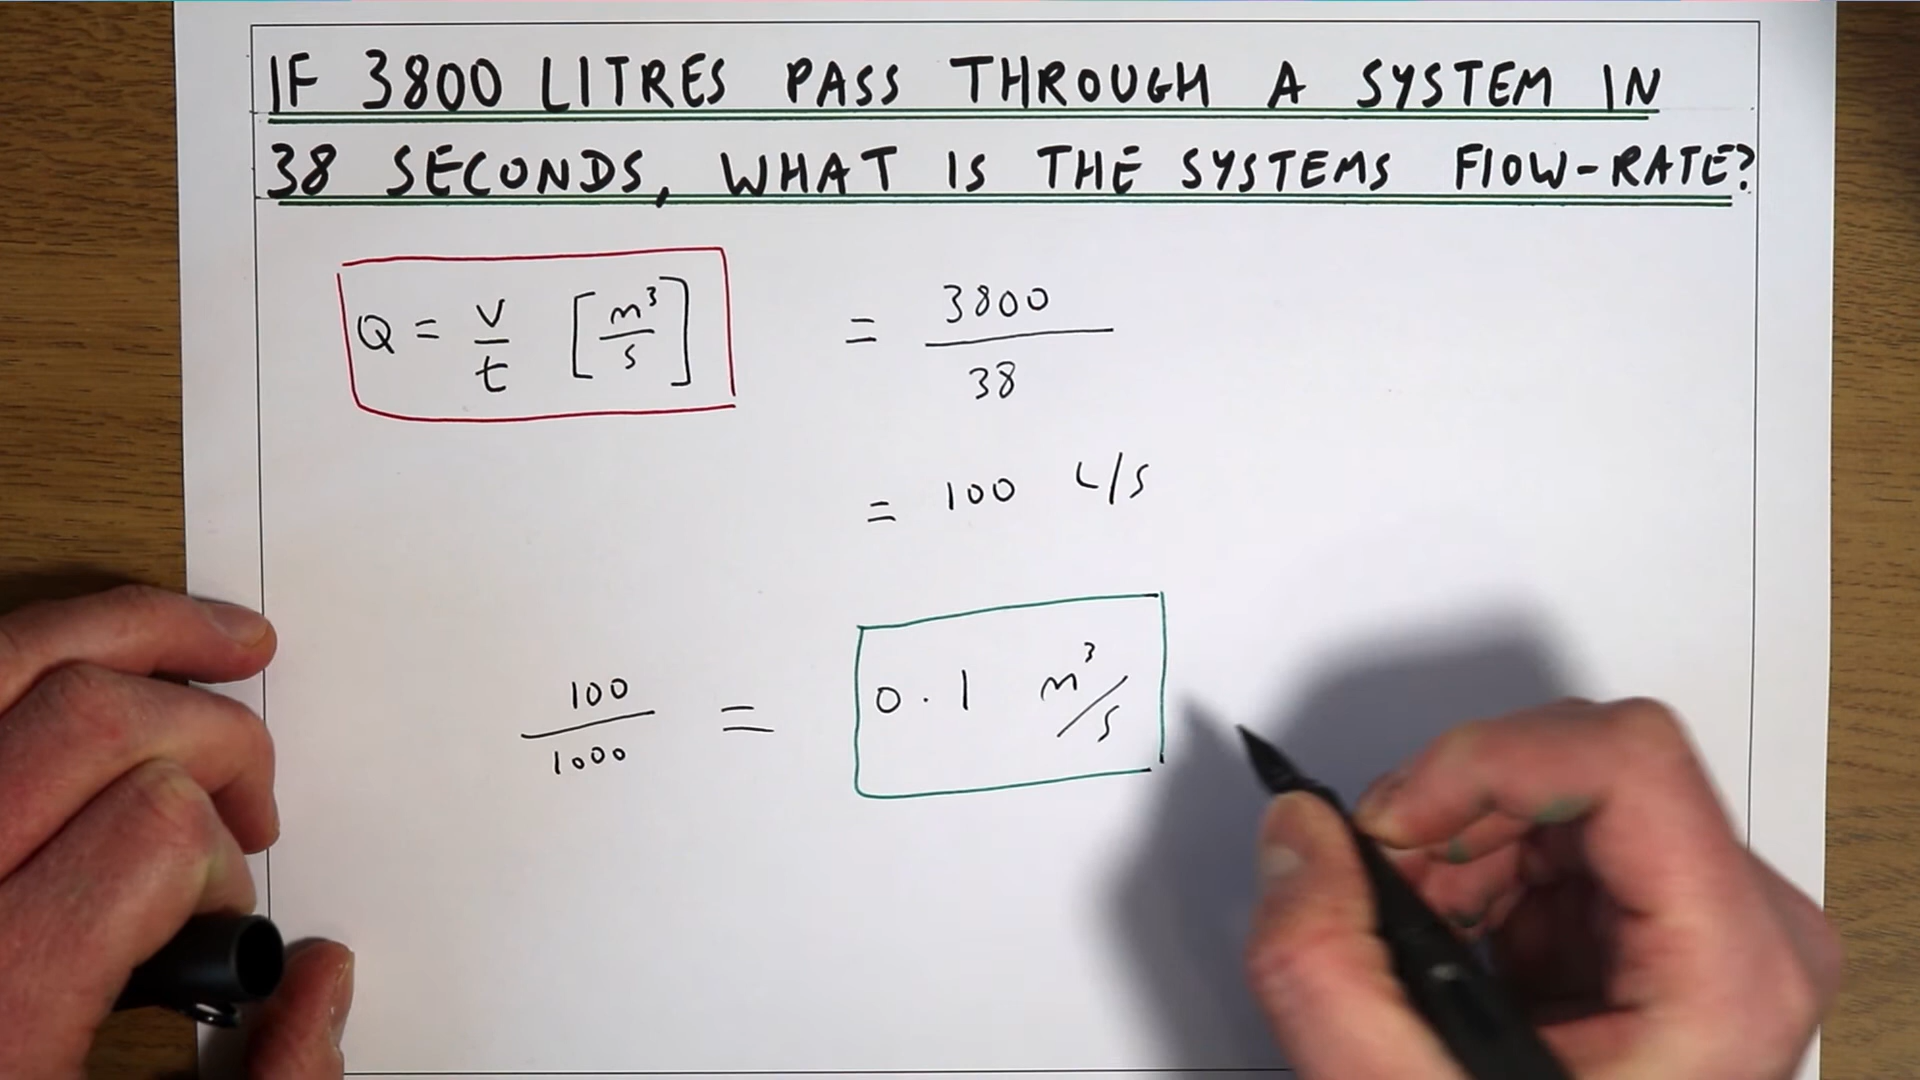 IF 3800 LITRES PASS THROUGH A SYSTEM IN
38 SECONDS, WHAT IS THE SYSTEMS FlOW-RATE?
Q = v/t [m³/s] = 3800/38
= 100 L/s
100/1000 = 0.1 m³/s